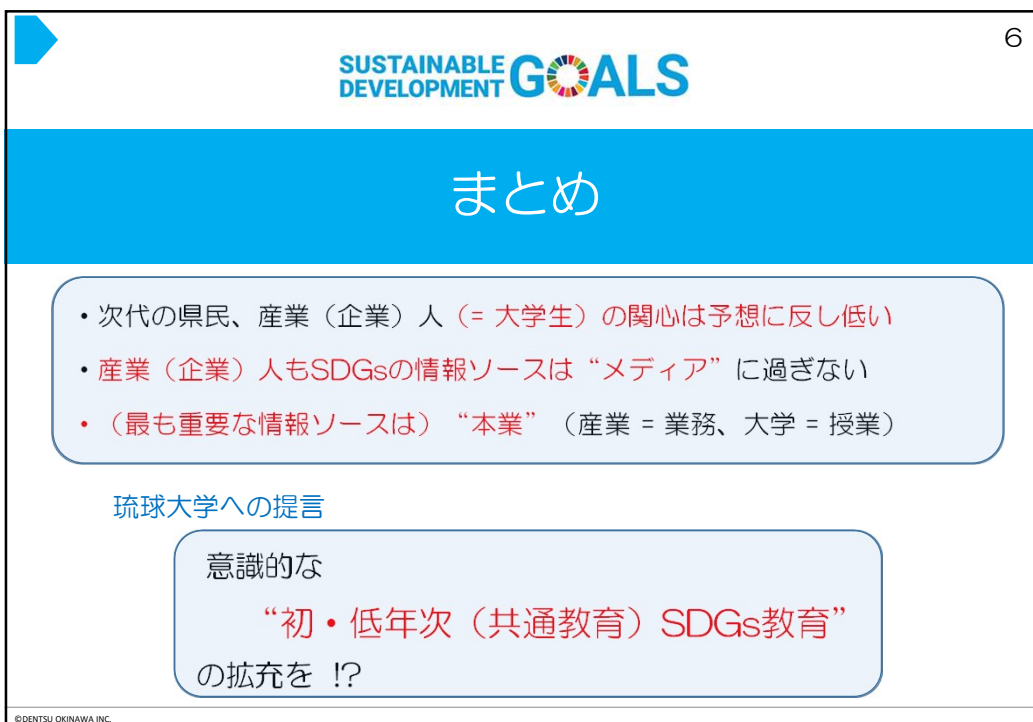 6
SUSTAINABLE
DEVELOPMENT GOALS
まとめ
・次代の県民、産業（企業）人（= 大学生）の関心は予想に反し低い
・産業（企業）人もSDGsの情報ソースは“メディア”に過ぎない
・（最も重要な情報ソースは）“本業”（産業 = 業務、大学 = 授業）
琉球大学への提言
意識的な
“初・低年次（共通教育）SDGs教育”
の拡充を !?
©DENTSU OKINAWA INC.